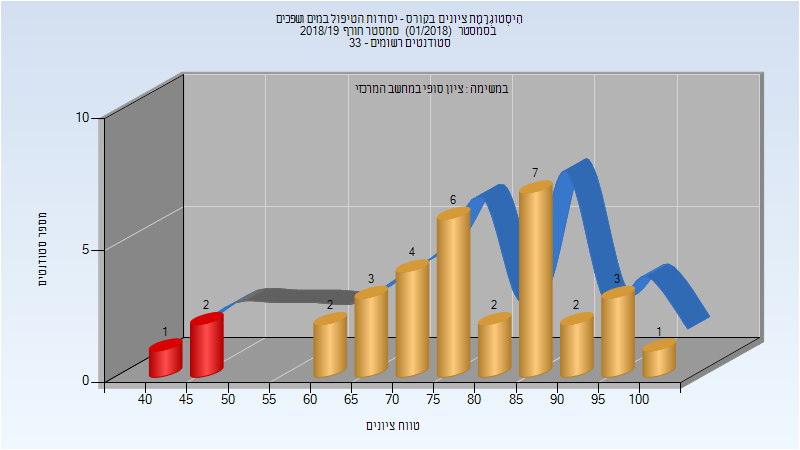 הִיסְטוֹגְרָמַת ציונים בקורס - יסודות הטיפול במים ושפכים
בסמסטר (01/2018) סמסטר חורף 2018/19
סטודנטים רשומים - 33
במשימה : ציון סופי במחשב המרכזי
מספר סטודנטים
10
5
0
1
2
2
3
4
6
2
7
2
3
1
40 45 50 55 60 65 70 75 80 85 90 95 100
טווח ציונים